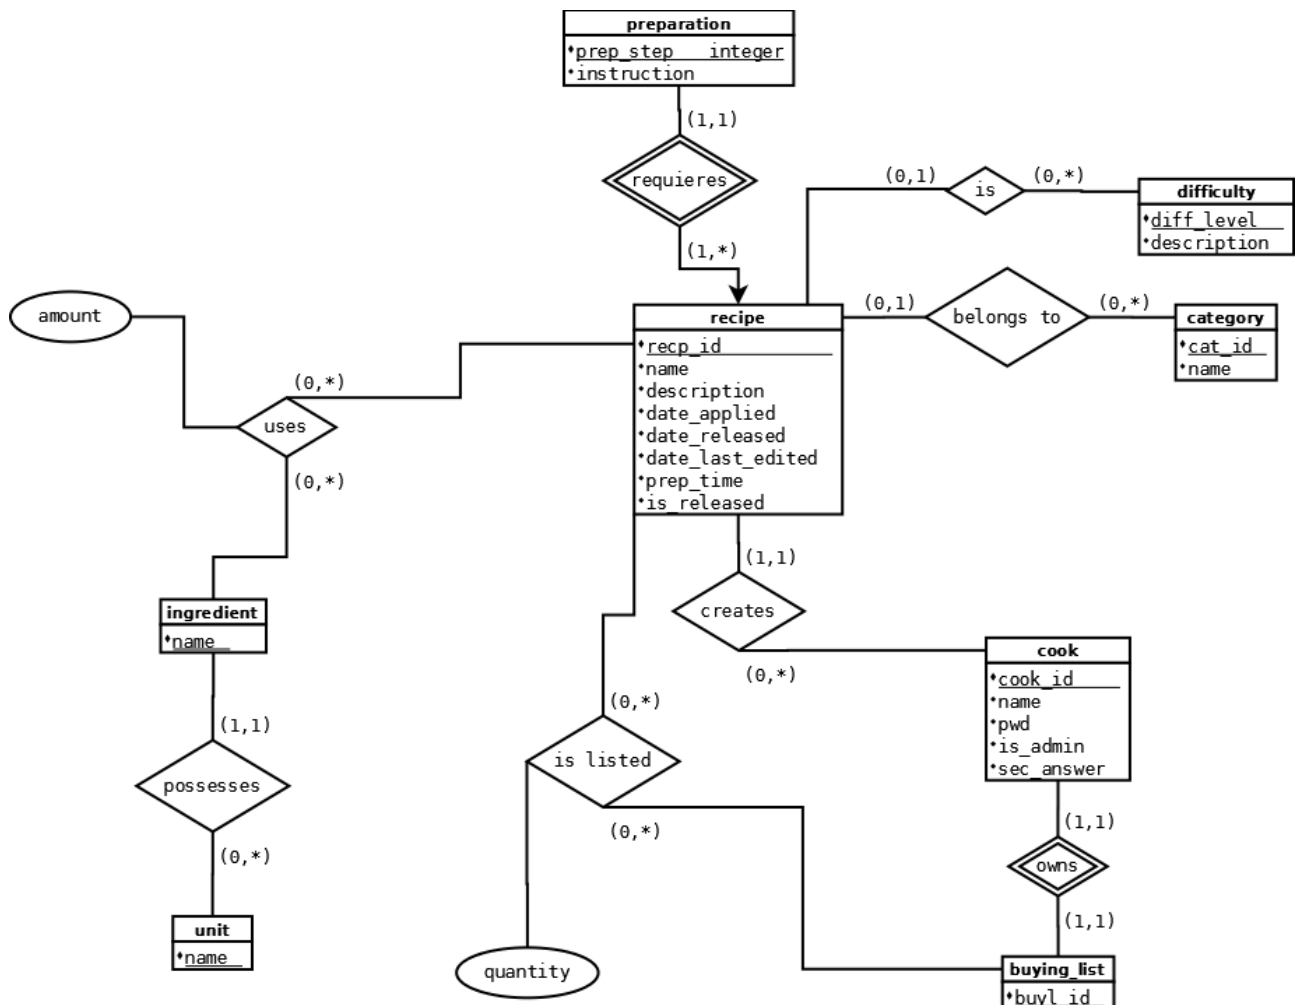 preparation
prep_step integer
instruction
(1,1)
requieres
(1,*)
(0,1)
is
(0,*)
difficulty
diff_level
description
(0,1)
belongs to
(0,*)
category
cat_id
name
amount
(0,*)
uses
(0,*)
recipe
recp_id
name
description
date_applied
date_released
date_last_edited
prep_time
is_released
(1,1)
creates
(0,*)
ingredient
name
(1,1)
possesses
(0,*)
unit
name
(0,*)
is listed
(0,*)
quantity
cook
cook_id
name
pwd
is_admin
sec_answer
(1,1)
owns
(1,1)
buying_list
buyl_id